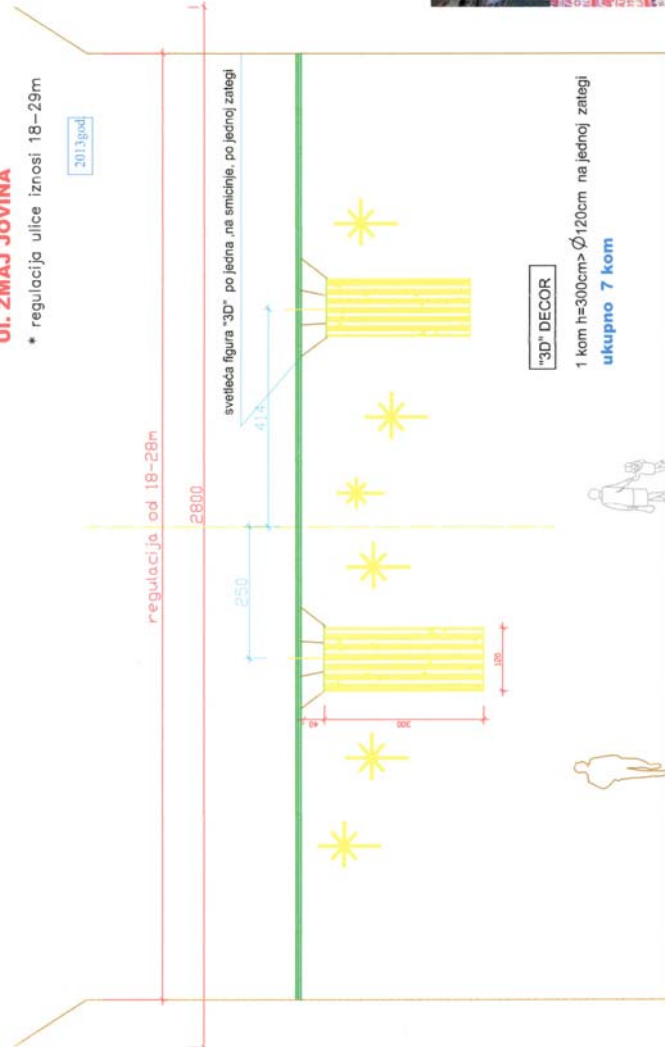 Ul. ZMAJ JOVINA
* regulacija ulice iznosi 18-29m
2013god.
regulacija od 18-28m
2800
svetleća figura "3D" po jedna ,na smicinje, po jednoj zategi
250
414
40
300
120
"3D" DECOR
1 kom h=300cm> Ø120cm na jednoj zategi
ukupno 7 kom